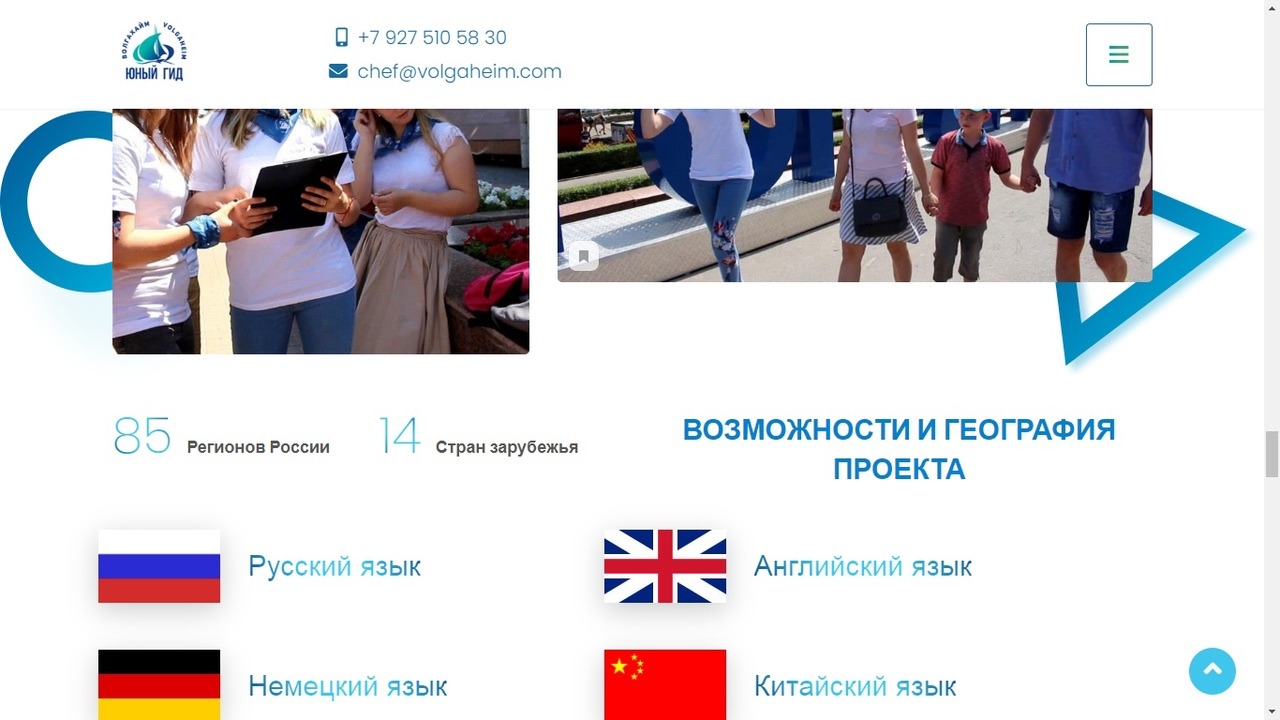 ВОЛГАХАЙМ VOLGAHEIM
ЮНЫЙ ГИД
+7 927 510 58 30
chef@volgaheim.com
85 Регионов России
14 Стран зарубежья
ВОЗМОЖНОСТИ И ГЕОГРАФИЯ
ПРОЕКТА
Русский язык
Английский язык
Немецкий язык
Китайский язык